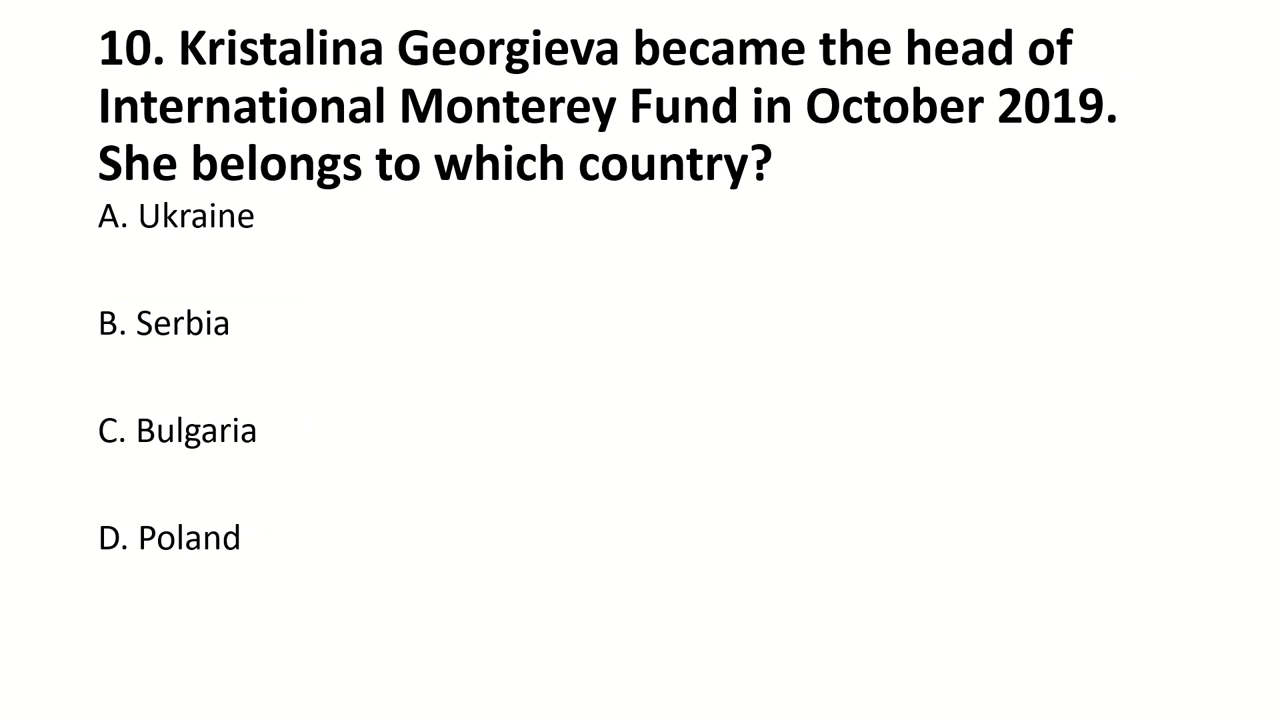 10. Kristalina Georgieva became the head of
International Monterey Fund in October 2019.
She belongs to which country?
A. Ukraine
B. Serbia
C. Bulgaria
D. Poland